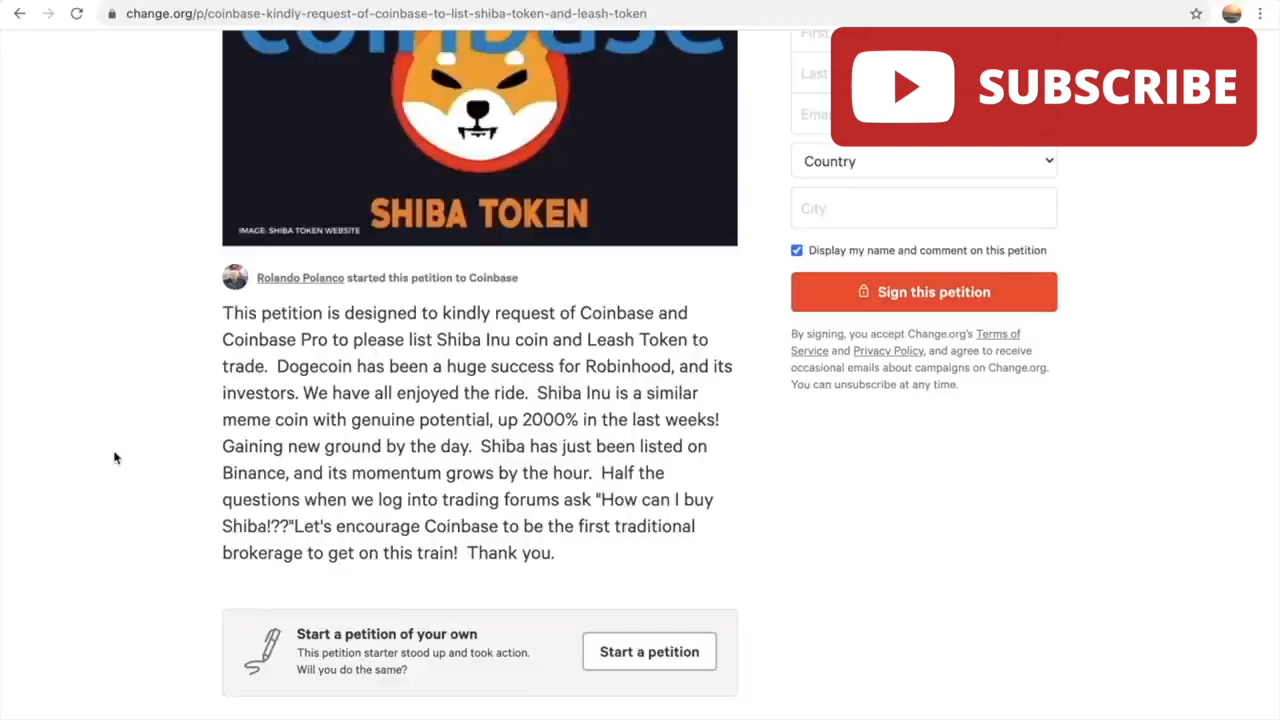 change.org/p/coinbase-kindly-request-of-coinbase-to-list-shiba-token-and-leash-token
coinbase
SHIBA TOKEN
IMAGE: SHIBA TOKEN WEBSITE
Rolando Polanco started this petition to Coinbase
This petition is designed to kindly request of Coinbase and
Coinbase Pro to please list Shiba Inu coin and Leash Token to
trade.  Dogecoin has been a huge success for Robinhood, and its
investors. We have all enjoyed the ride.  Shiba Inu is a similar
meme coin with genuine potential, up 2000% in the last weeks!
Gaining new ground by the day.  Shiba has just been listed on
Binance, and its momentum grows by the hour.  Half the
questions when we log into trading forums ask "How can I buy
Shiba!??"Let's encourage Coinbase to be the first traditional
brokerage to get on this train!  Thank you.
Start a petition of your own
This petition starter stood up and took action.
Will you do the same?
Start a petition
SUBSCRIBE
Last
Country
City
Display my name and comment on this petition
Sign this petition
By signing, you accept Change.org's Terms of
Service and Privacy Policy, and agree to receive
occasional emails about campaigns on Change.org.
You can unsubscribe at any time.